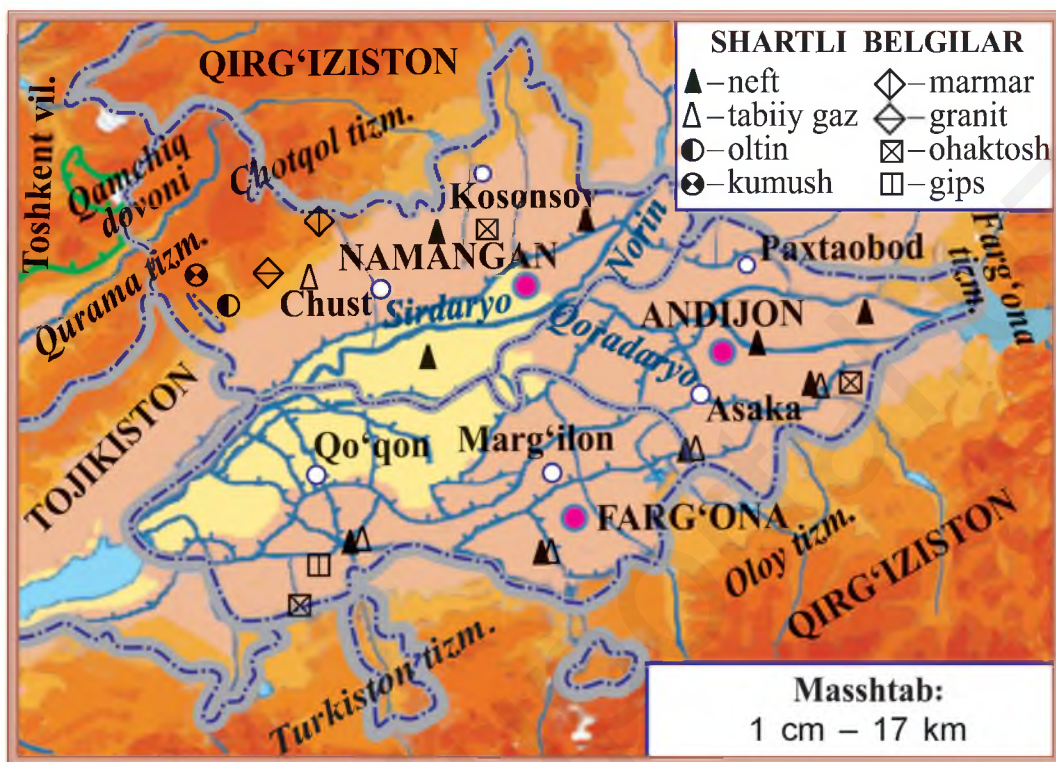 SHARTLI BELGILAR
–neft
–tabiiy gaz
–oltin
–kumush
–marmar
–granit
–ohaktosh
–gips
QIRG‘IZISTON
Toshkent vil.
Qamchiq
dovoni
Chotqol tizm.
Kosonsoy
Norin
Paxtaobod
Farg‘ona
tizm.
Qurama tizm.
NAMANGAN
Chust
Sirdaryo
Qoradaryo
ANDIJON
Asaka
TOJIKISTON
Qo‘qon
Marg‘ilon
FARG‘ONA
Oloy tizm.
QIRG‘IZISTON
Turkiston tizm.
Masshtab:
1 cm – 17 km